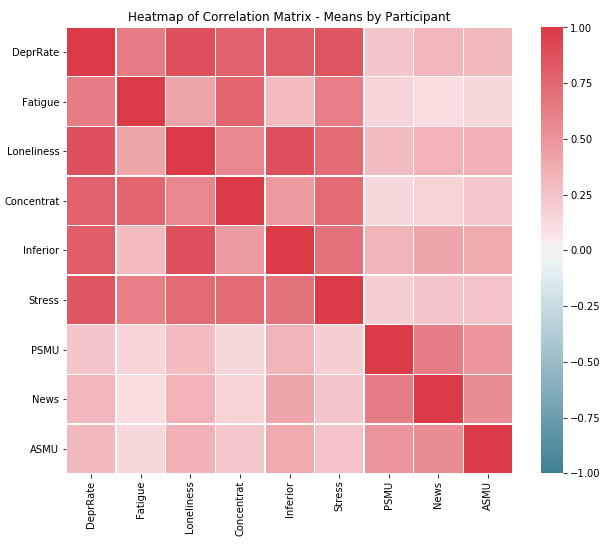 Heatmap of Correlation Matrix - Means by Participant
DeprRate
Fatigue
Loneliness
Concentrat
Inferior
Stress
PSMU
News
ASMU
DeprRate
Fatigue
Loneliness
Concentrat
Inferior
Stress
PSMU
News
ASMU
1.00
0.75
0.50
0.25
0.00
−0.25
−0.50
−0.75
−1.00